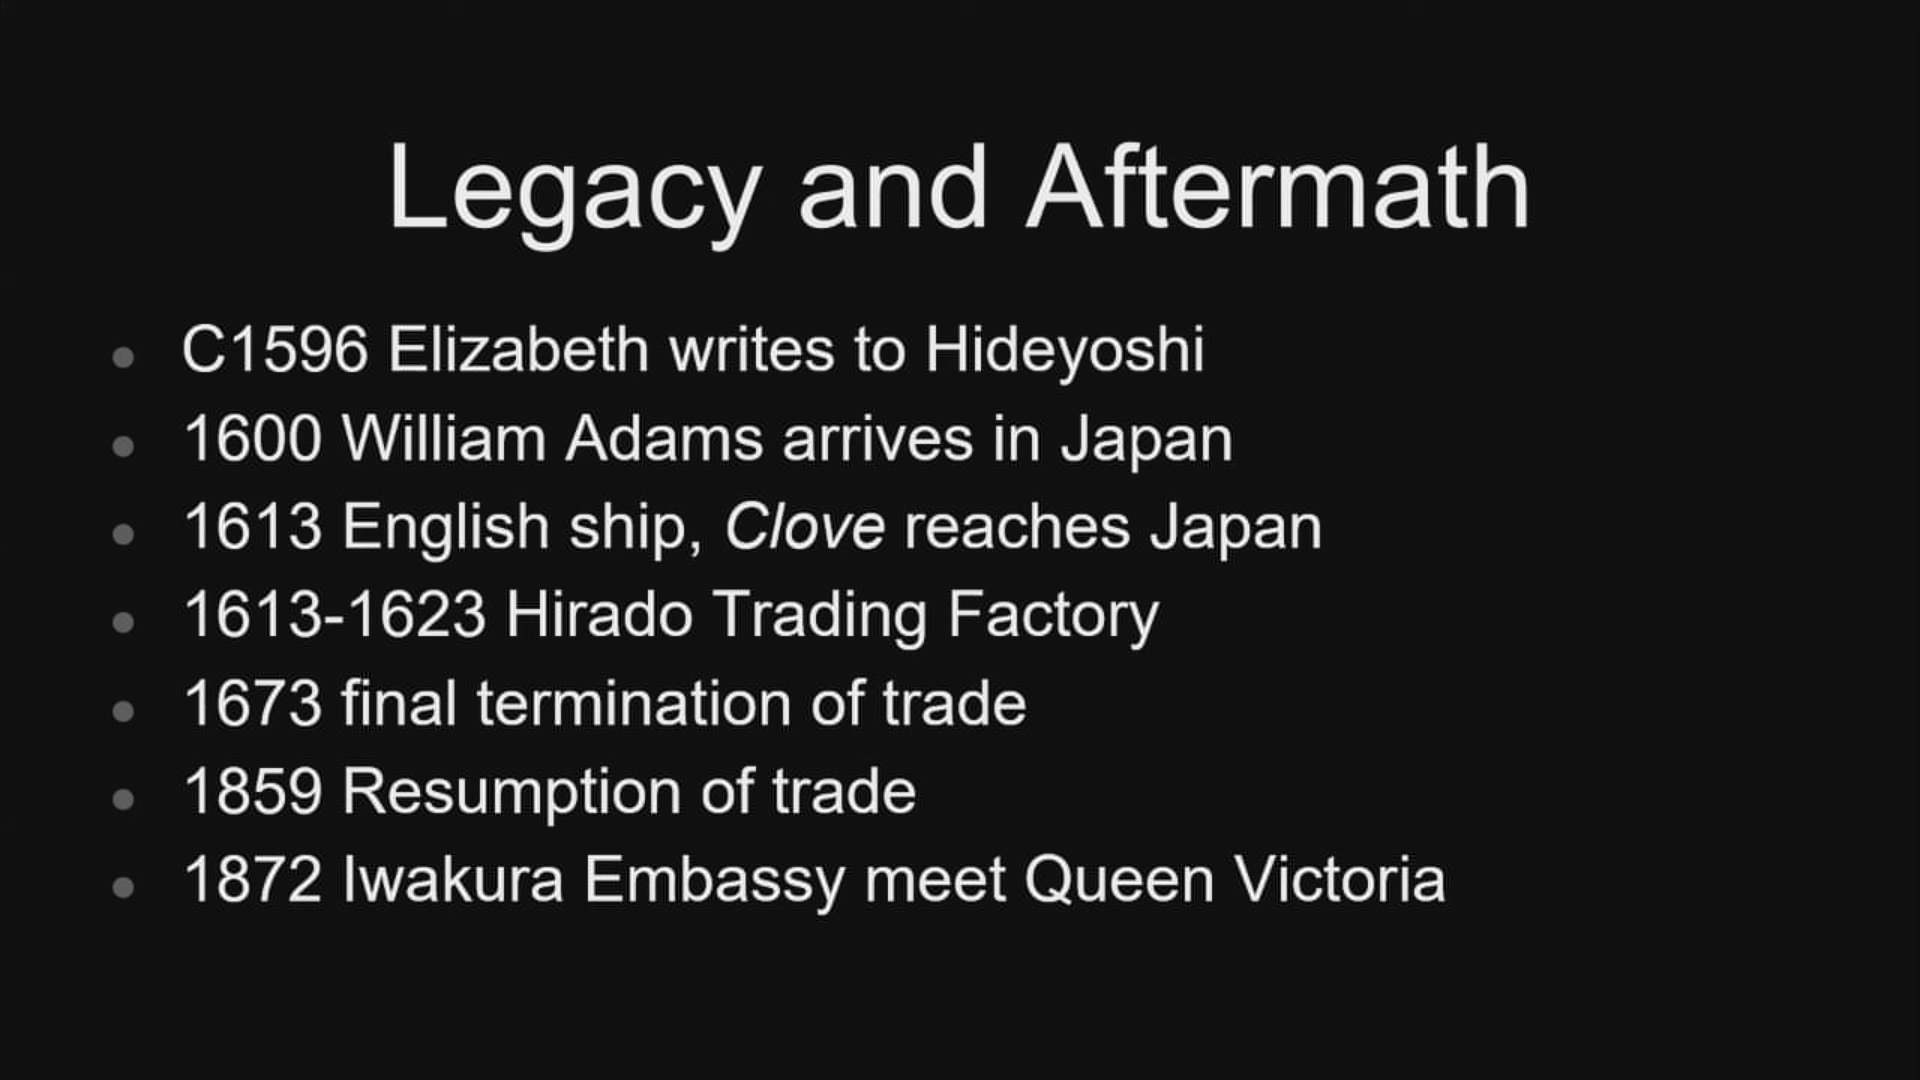 Legacy and Aftermath
C1596 Elizabeth writes to Hideyoshi
1600 William Adams arrives in Japan
1613 English ship, Clove reaches Japan
1613-1623 Hirado Trading Factory
1673 final termination of trade
1859 Resumption of trade
1872 Iwakura Embassy meet Queen Victoria